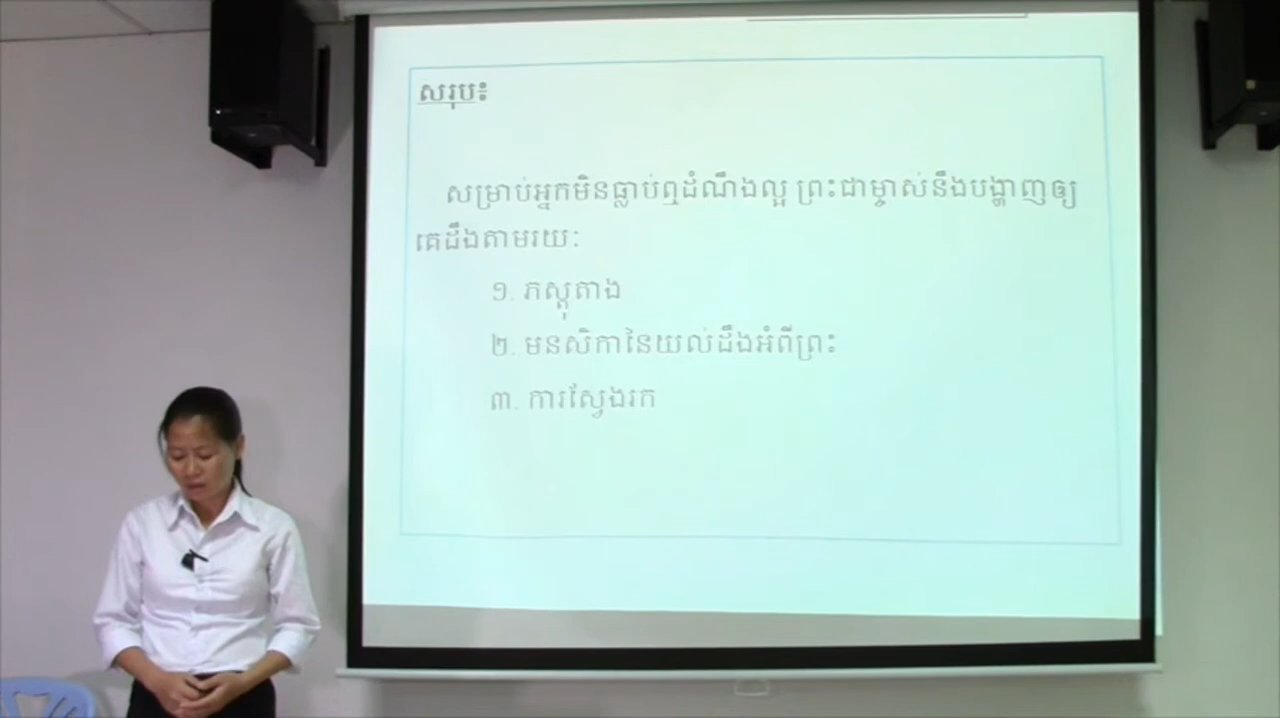 សរុប៖
សម្រាប់អ្នកមិនធ្លាប់ឮដំណឹងល្អ ព្រះជាម្ចាស់នឹងបង្ហាញឲ្យ
គេដឹងតាមរយៈ
១. ភស្តុតាង
២. មនសិកានៃយល់ដឹងអំពីព្រះ
៣. ការស្វែងរក